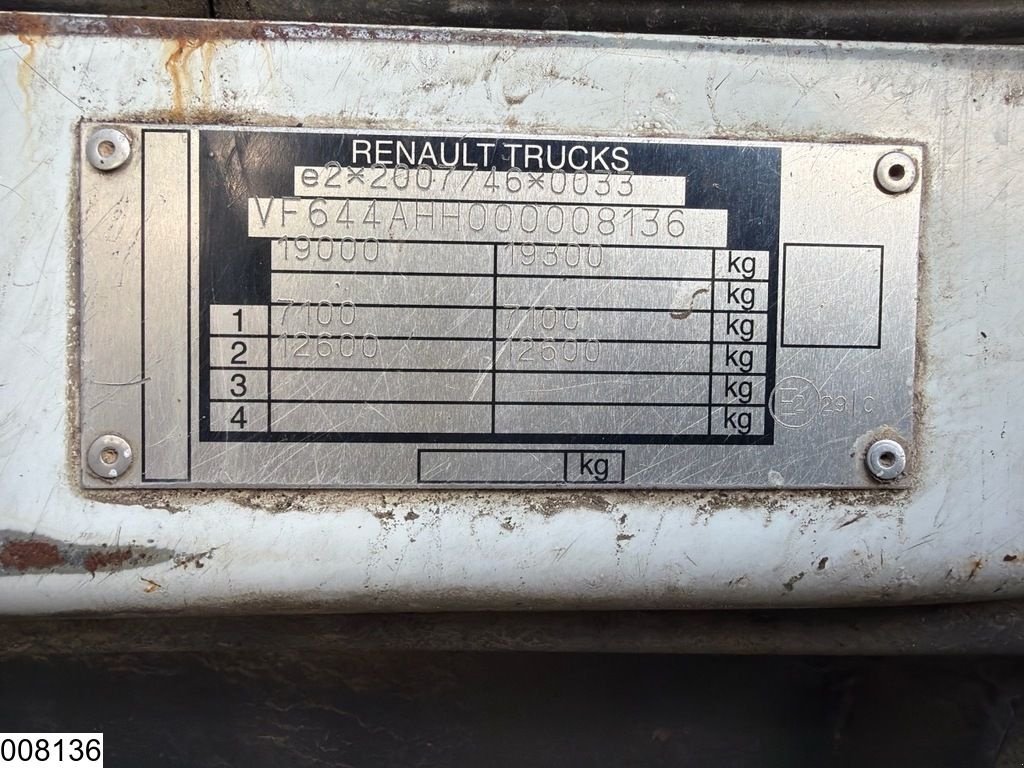 RENAULT TRUCKS
e2*2007/46*0033
VF644AHH000008136
19000 19300 kg
kg
1 7100 7100 kg
2 12600 12600 kg
3 kg
4 kg
E2 29 | C
kg
008136